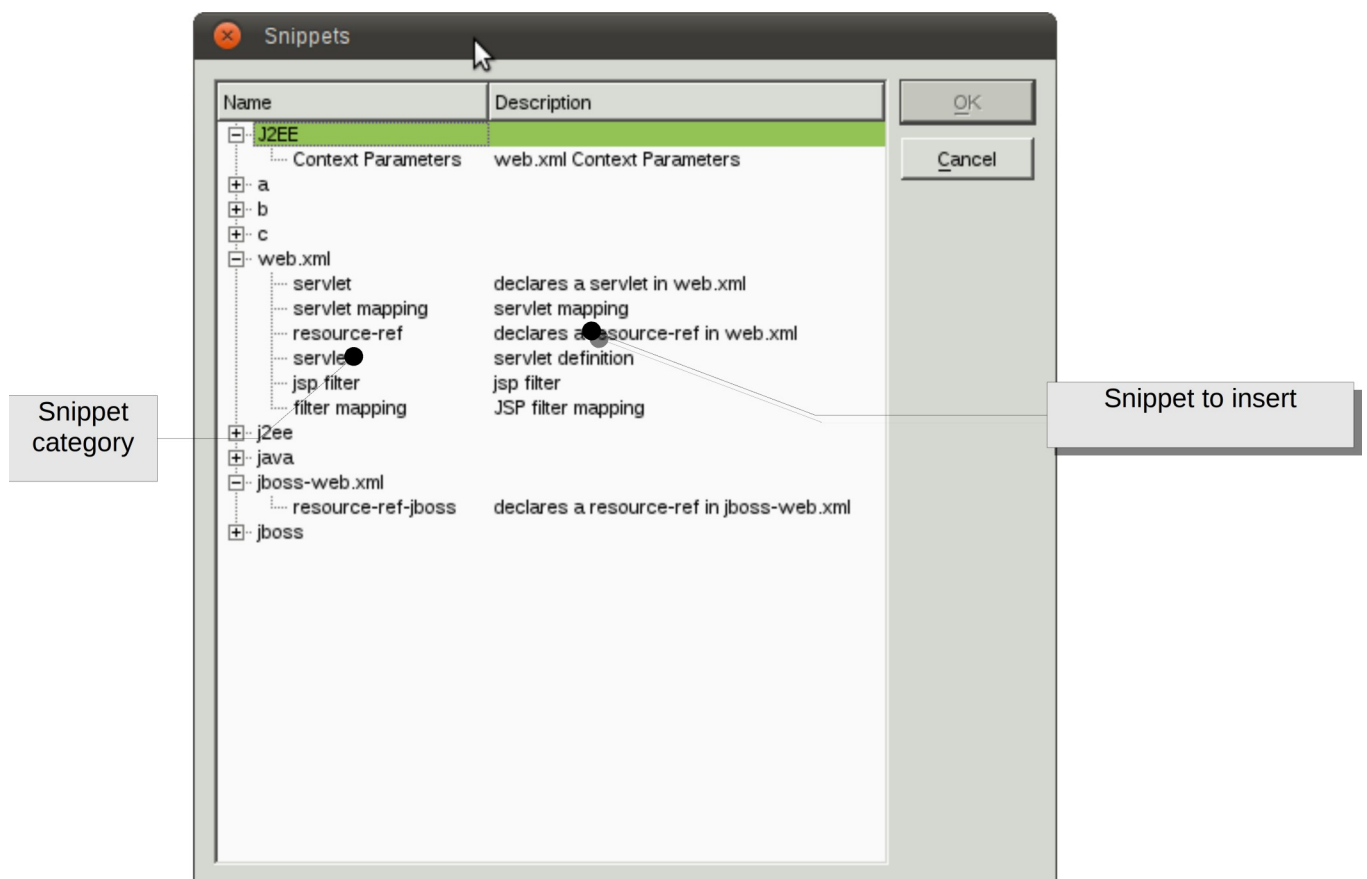 Snippets
Name Description
OK
J2EE
Context Parameters web.xml Context Parameters
Cancel
a
b
c
web.xml
servlet declares a servlet in web.xml
servlet mapping servlet mapping
resource-ref declares a resource-ref in web.xml
servlet servlet definition
jsp filter jsp filter
filter mapping JSP filter mapping
j2ee
java
jboss-web.xml
resource-ref-jboss declares a resource-ref in jboss-web.xml
jboss
Snippet
category
Snippet to insert